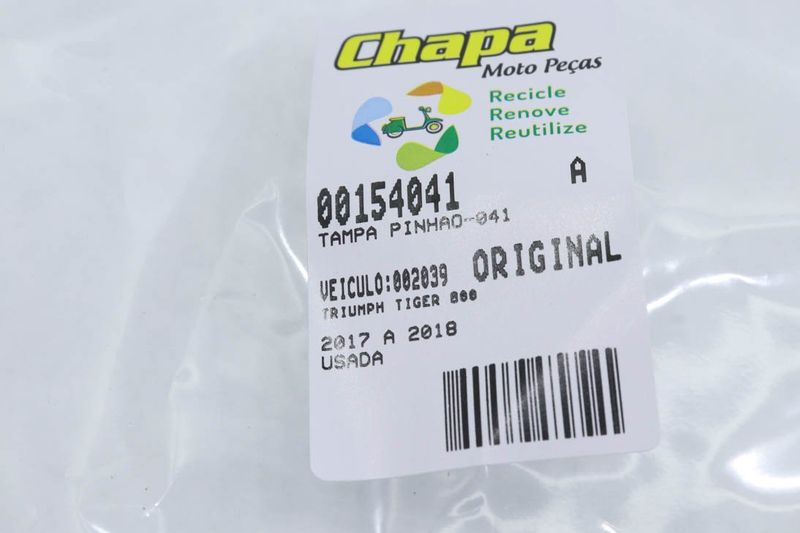 Chapa
Moto Peças
Recicle
Renove
Reutilize
A
00154041
TAMPA PINHAO-041
ORIGINAL
VEICULO:002039
TRIUMPH TIGER 800
2017 A 2018
USADA